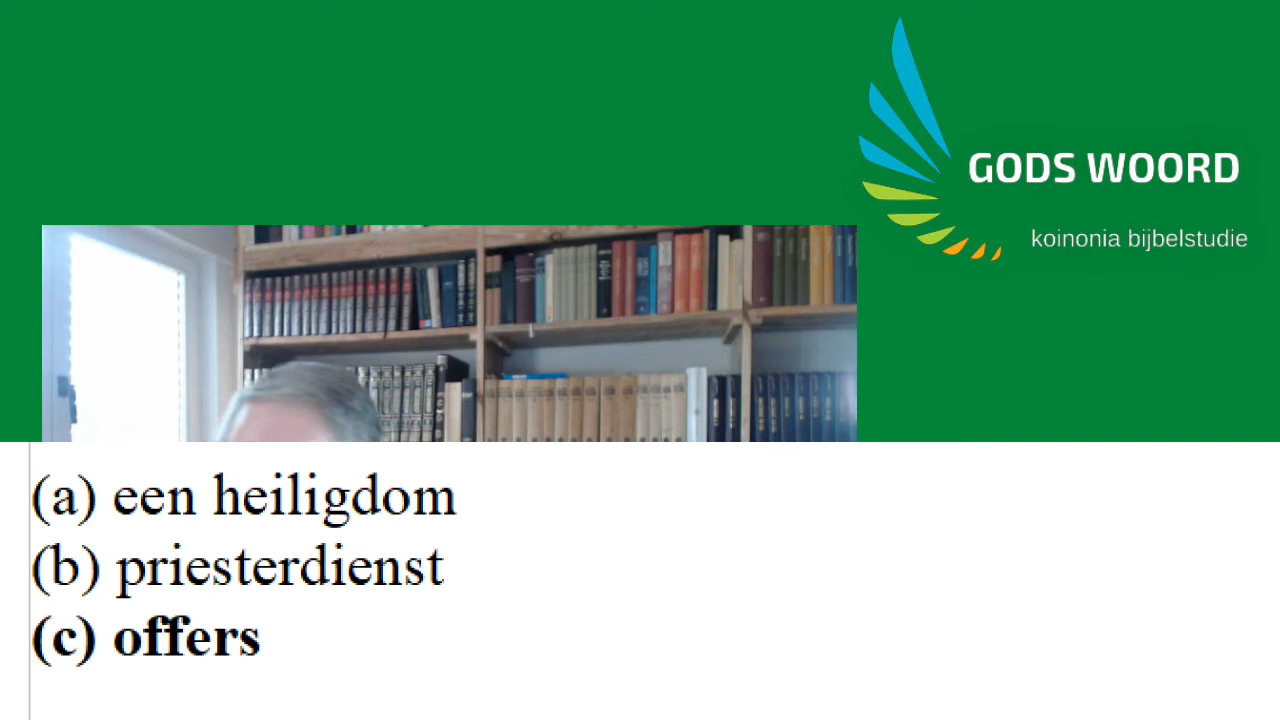 GODS WOORD
koinonia bijbelstudie
(a) een heiligdom
(b) priesterdienst
(c) offers